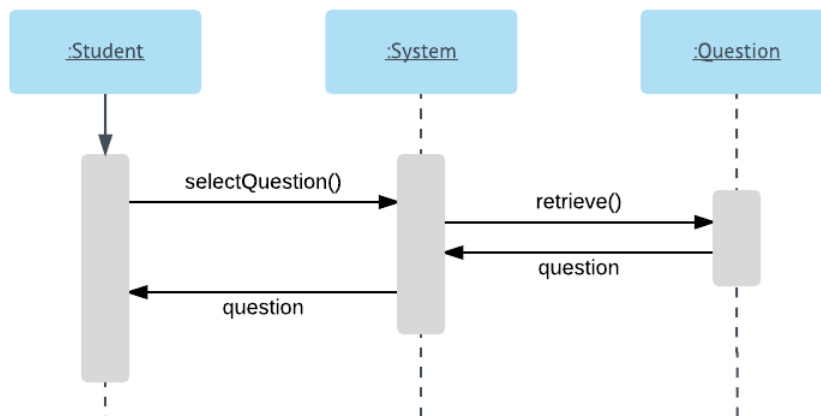 :Student
:System
:Question
selectQuestion()
retrieve()
question
question